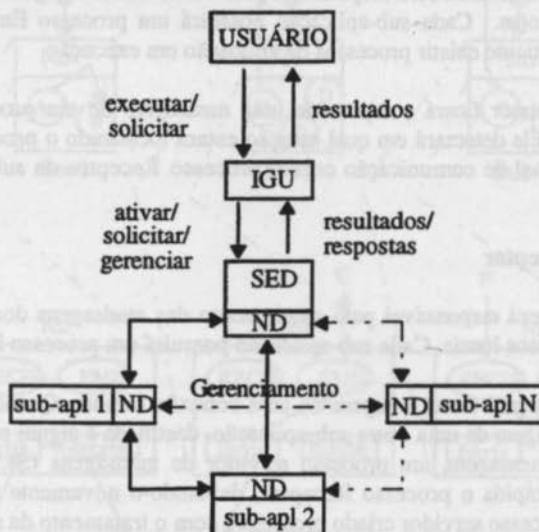 USUÁRIO
executar/
solicitar
resultados
IGU
ativar/
solicitar/
gerenciar
resultados/
respostas
SED
ND
sub-apl 1 ND
Gerenciamento
ND sub-apl N
ND
sub-apl 2